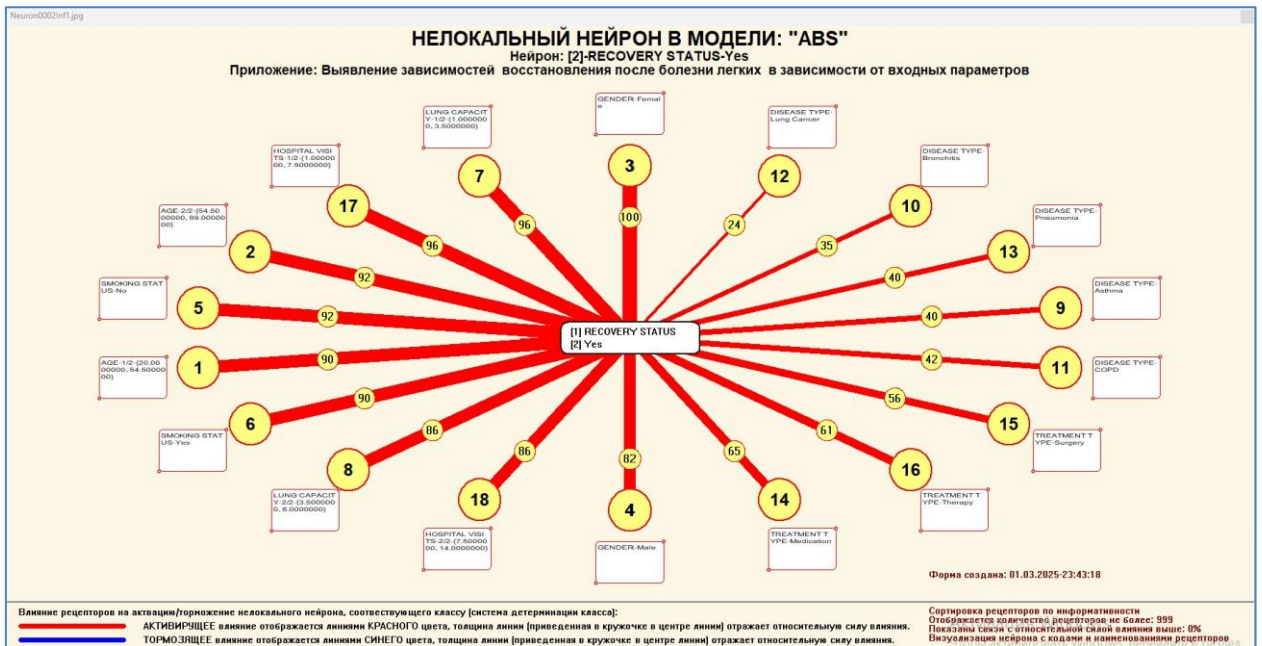 Neuron0002Inf1.jpg
НЕЛОКАЛЬНЫЙ НЕЙРОН В МОДЕЛИ: "ABS"
Нейрон: [2]-RECOVERY STATUS-Yes
Приложение: Выявление зависимостей восстановления после болезни легких в зависимости от входных параметров
GENDER-Femal
e
3
100
DISEASE TYPE-
Lung Cancer
12
24
DISEASE TYPE-
Bronchitis
10
35
DISEASE TYPE-
Pneumonia
13
40
DISEASE TYPE-
Asthma
9
40
DISEASE TYPE-
COPD
11
42
TREATMENT T
YPE-Surgery
15
56
TREATMENT T
YPE-Therapy
16
61
TREATMENT T
YPE-Medication
14
65
GENDER-Male
4
82
HOSPITAL VISI
TS-2/2-{7.50000
00, 14.0000000}
18
86
LUNG CAPACIT
Y-2/2-{3.500000
0, 6.0000000}
8
86
SMOKING STAT
US-Yes
6
90
AGE-1/2-{20.00
00000, 54.50000
00}
1
90
SMOKING STAT
US-No
5
92
AGE-2/2-{54.50
00000, 89.00000
00}
2
92
HOSPITAL VISI
TS-1/2-{1.00000
00, 7.5000000}
17
96
LUNG CAPACIT
Y-1/2-{1.000000
0, 3.5000000}
7
96
[1] RECOVERY STATUS
[2] Yes
Форма создана: 01.03.2025-23:43:18
Влияние рецепторов на актвацию/торможение нелокального нейрона, соотвествующего классу (система детерминации класса):
АКТИВИРУЩЕЕ влияние отображается линиями КРАСНОГО цвета, толщина линии (приведенная в кружочке в центре линии) отражает относительную силу влияния.
ТОРМОЗЯЩЕЕ влияние отображается линиями СИНЕГО цвета, толщина линии (приведенная в кружочке в центре линии) отражает относительную силу влияния.
Сортировка рецепторов по информативности
Отображается количество рецепторов не более: 999
Показаны связи с относительной силой влияния выше: 0%
Визуализация нейрона с кодами и наименованиями рецепторов